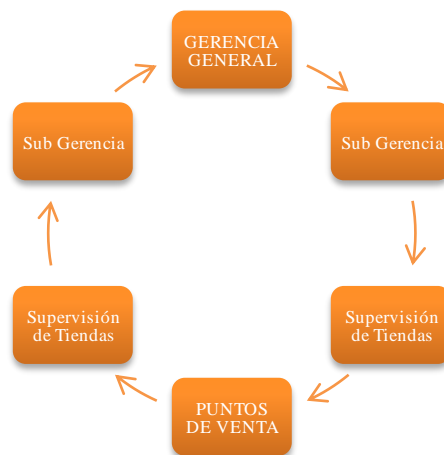 GERENCIA
GENERAL
Sub Gerencia
Sub Gerencia
Supervisión
de Tiendas
Supervisión
de Tiendas
PUNTOS
DE VENTA